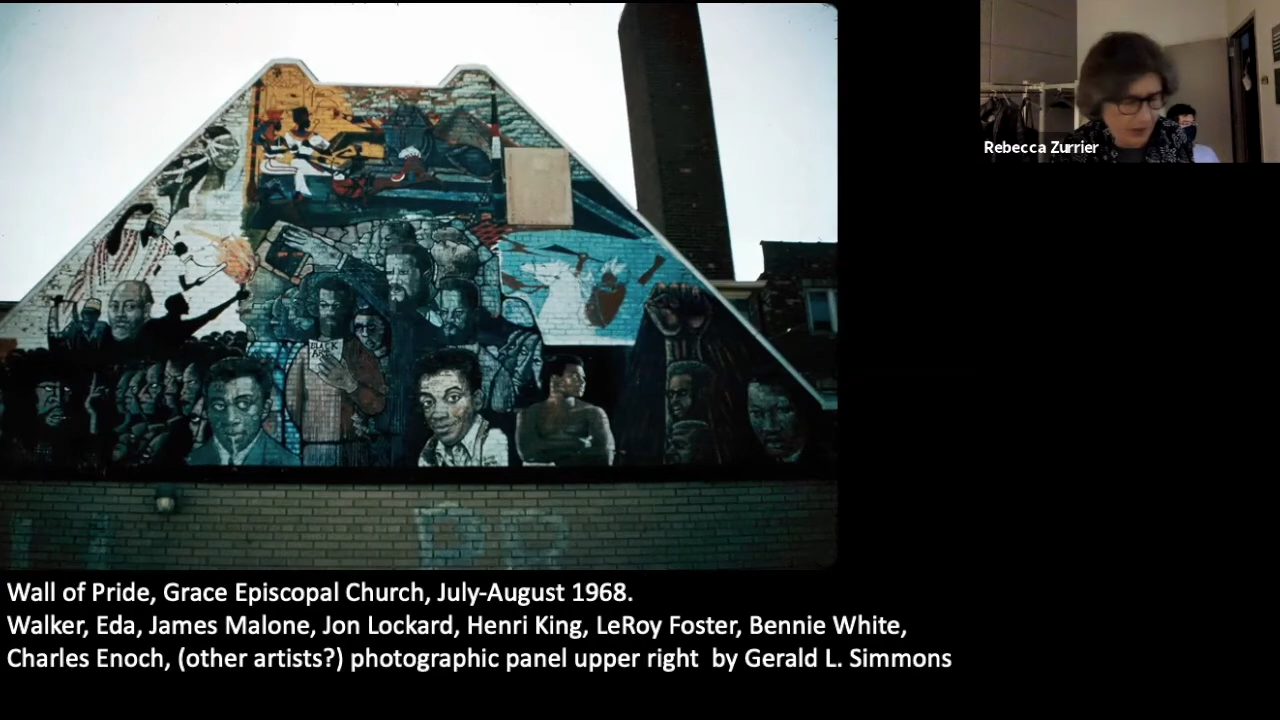 Rebecca Zurrier
BLACK
ART
Wall of Pride, Grace Episcopal Church, July-August 1968.
Walker, Eda, James Malone, Jon Lockard, Henri King, LeRoy Foster, Bennie White,
Charles Enoch, (other artists?) photographic panel upper right  by Gerald L. Simmons